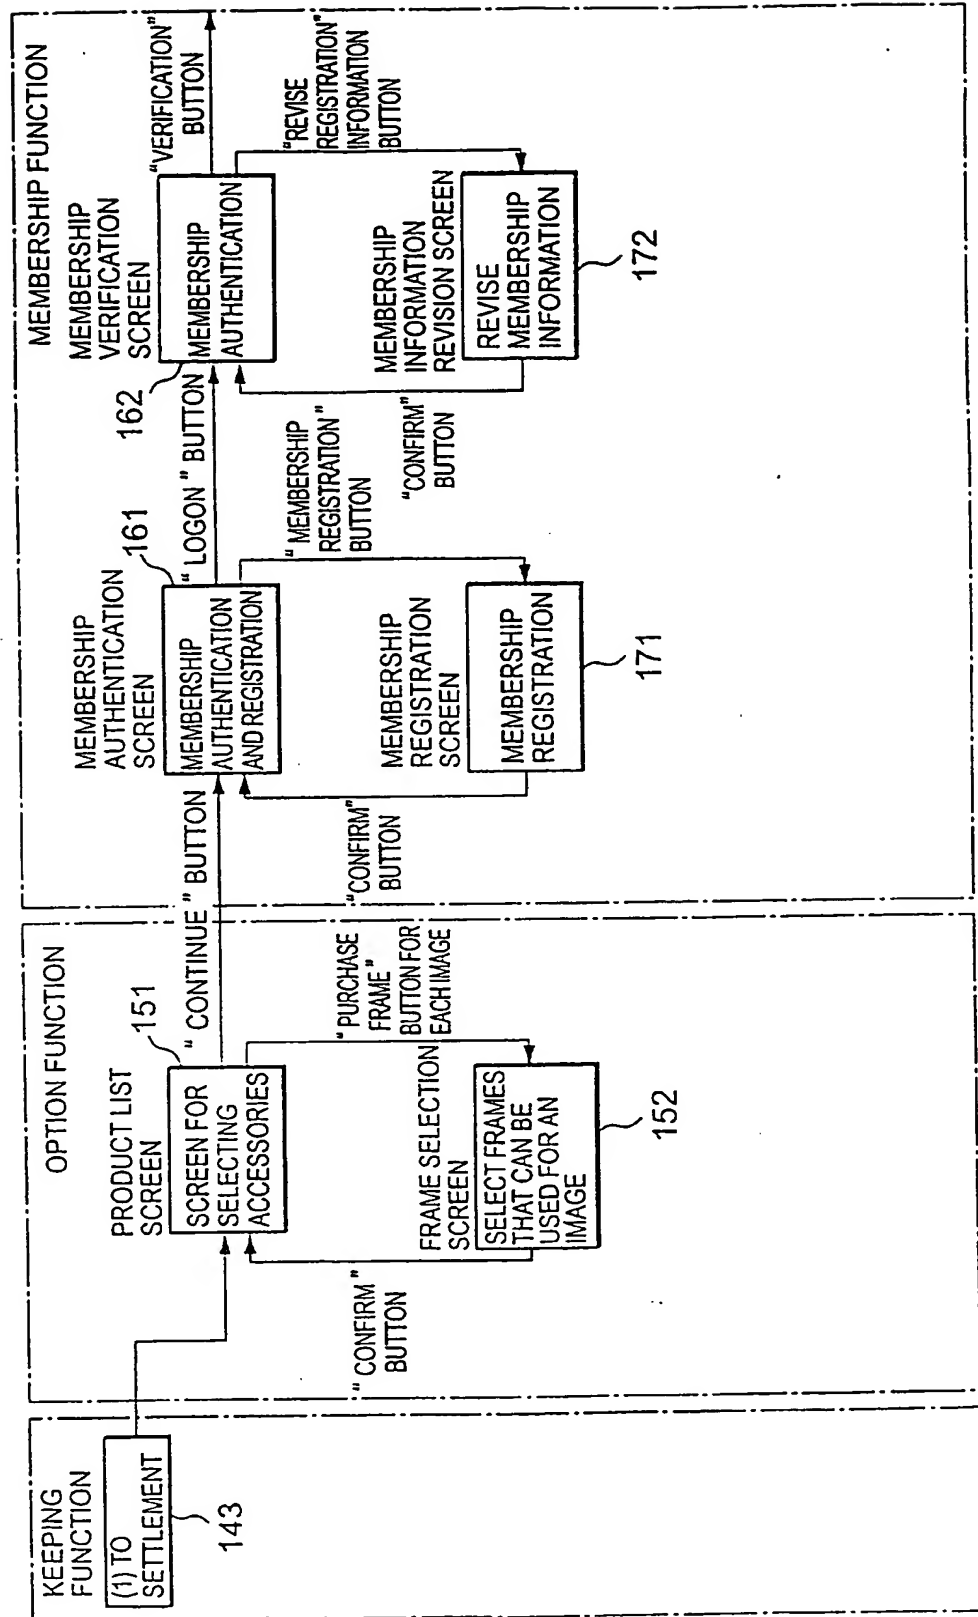 KEEPING
FUNCTION
(1) TO
SETTLEMENT
143
OPTION FUNCTION
PRODUCT LIST
SCREEN
151
SCREEN FOR
SELECTING
ACCESSORIES
"CONTINUE" BUTTON
"PURCHASE
FRAME"
BUTTON FOR
EACH IMAGE
"CONFIRM"
BUTTON
FRAME SELECTION
SCREEN
SELECT FRAMES
THAT CAN BE
USED FOR AN
IMAGE
152
MEMBERSHIP FUNCTION
MEMBERSHIP
AUTHENTICATION
SCREEN
161
MEMBERSHIP
AUTHENTICATION
AND REGISTRATION
"LOGON" BUTTON
"MEMBERSHIP
REGISTRATION"
BUTTON
"CONFIRM"
BUTTON
MEMBERSHIP
REGISTRATION
SCREEN
MEMBERSHIP
REGISTRATION
171
MEMBERSHIP
VERIFICATION
SCREEN
162
MEMBERSHIP
AUTHENTICATION
"VERIFICATION"
BUTTON
"REVISE
REGISTRATION"
INFORMATION
BUTTON
"CONFIRM"
BUTTON
MEMBERSHIP
INFORMATION
REVISION SCREEN
REVISE
MEMBERSHIP
INFORMATION
172